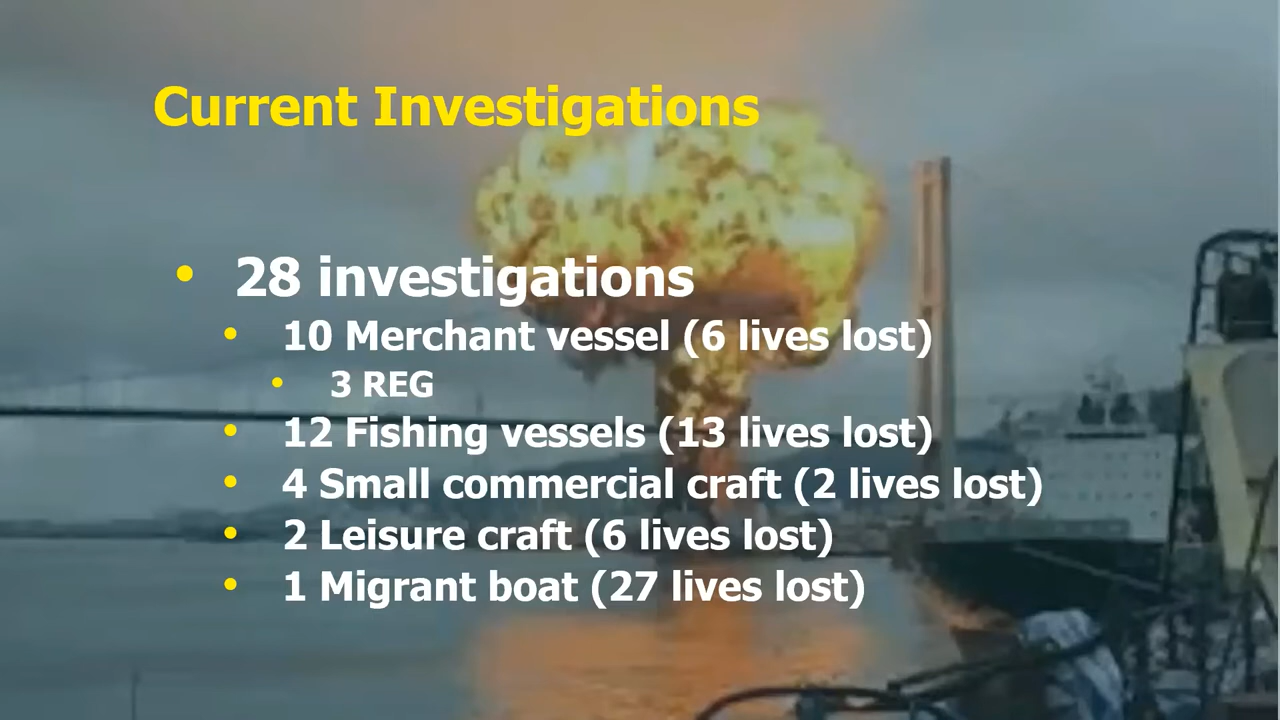 Current Investigations
• 28 investigations
• 10 Merchant vessel (6 lives lost)
• 3 REG
• 12 Fishing vessels (13 lives lost)
• 4 Small commercial craft (2 lives lost)
• 2 Leisure craft (6 lives lost)
• 1 Migrant boat (27 lives lost)